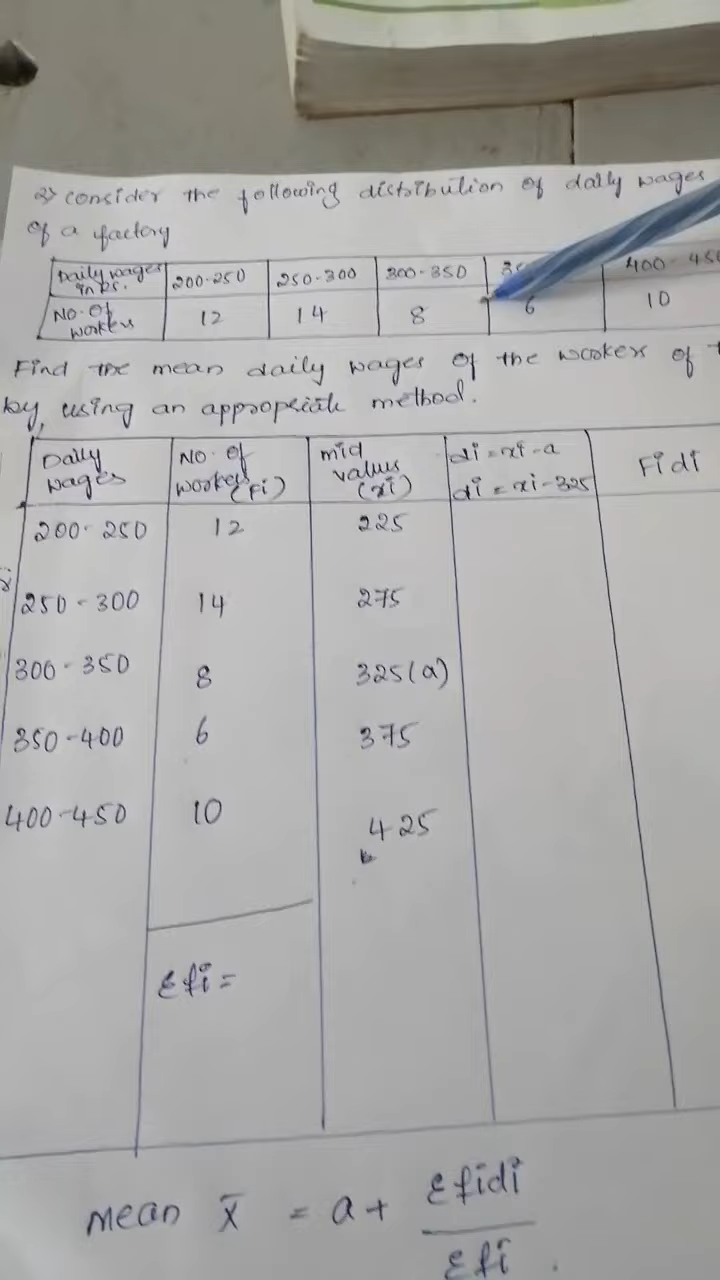 2) consider the following distribution of daily wages
of a factory
Daily wages in Rs. 200-250 250-300 300-350 400-450
No. of workers 12 14 8 6 10
Find the mean daily wages of the workers of
by, using an appropriate method.
Daily wages No. of workers (Fi) mid values (xi) di = xi - a di = xi - 325 Fidi
200-250 12 225
250-300 14 275
300-350 8 325(a)
350-400 6 375
400-450 10 425
Σfi =
mean x̄ = a + Σfidi
Σfi .